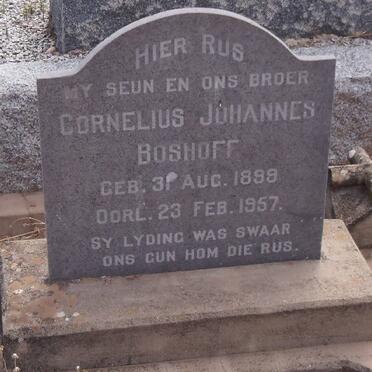 HIER RUS
MY SEUN EN ONS BROER
CORNELIUS JOHANNES
BOSHOFF
GEB. 31 AUG. 1899
OORL. 23 FEB. 1957.
SY LYDING WAS SWAAR
ONS GUN HOM DIE RUS.